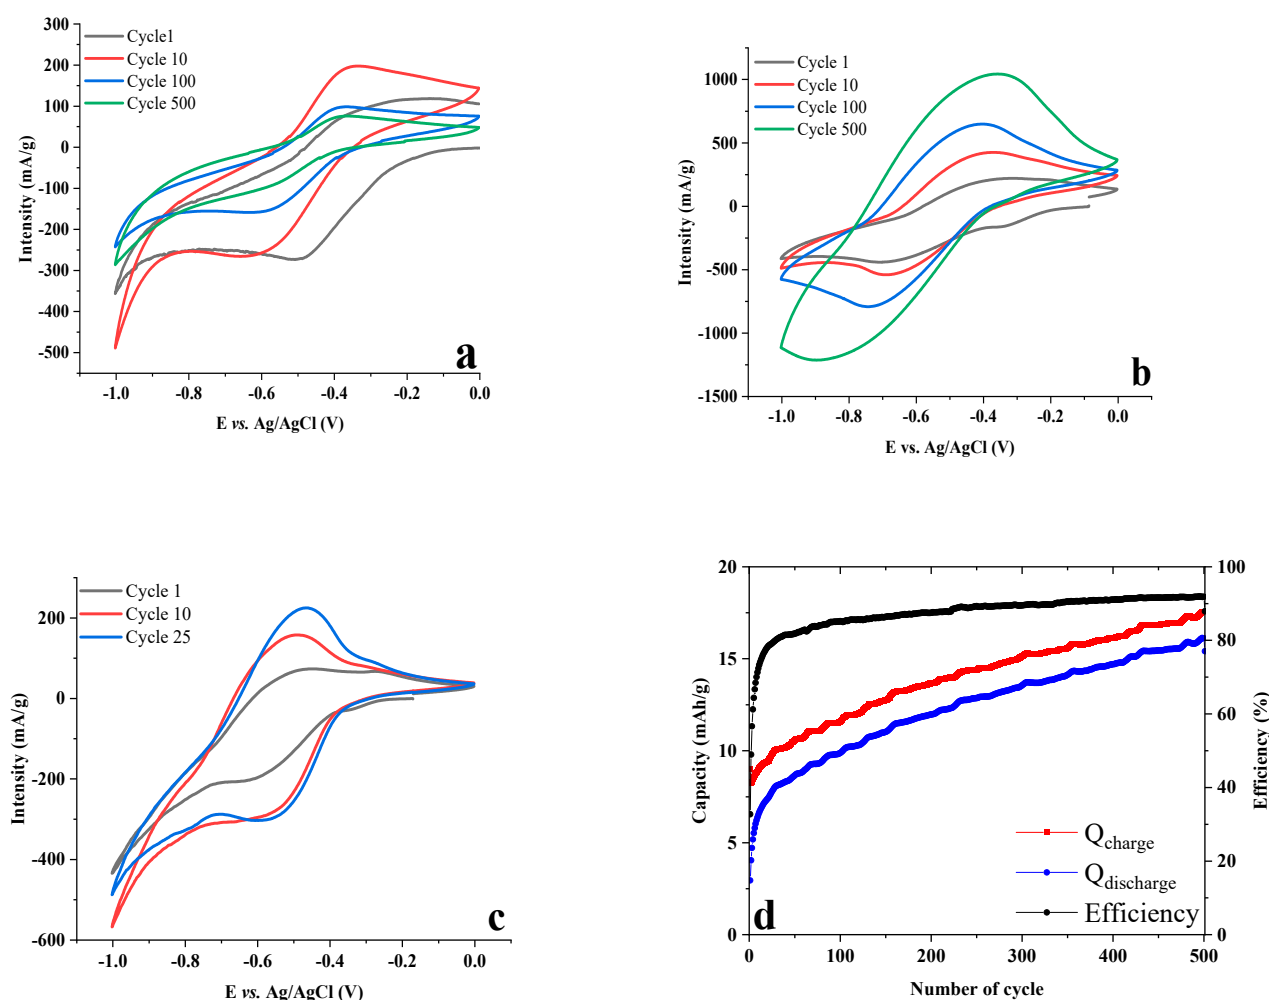 300
200
100
0
-100
-200
-300
-400
-500
Intensity (mA/g)
Cycle1
Cycle 10
Cycle 100
Cycle 500
a
-1.0 -0.8 -0.6 -0.4 -0.2 0.0
E vs. Ag/AgCl (V)
1000
500
0
-500
-1000
-1500
Intensity (mA/g)
Cycle 1
Cycle 10
Cycle 100
Cycle 500
b
-1.0 -0.8 -0.6 -0.4 -0.2 0.0
E vs. Ag/AgCl (V)
200
0
-200
-400
-600
Intensity (mA/g)
Cycle 1
Cycle 10
Cycle 25
c
-1.0 -0.8 -0.6 -0.4 -0.2 0.0
E vs. Ag/AgCl (V)
20
15
10
5
0
Capacity (mAh/g)
100
80
60
40
20
0
Efficiency (%)
Qcharge
Qdischarge
Efficiency
d
0 100 200 300 400 500
Number of cycle